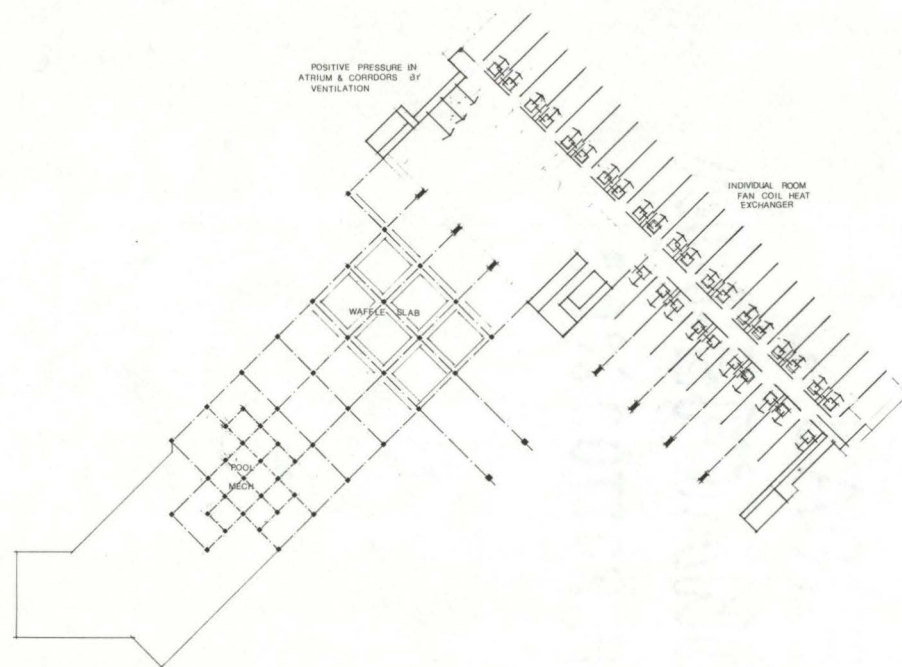 POSITIVE PRESSURE IN
ATRIUM & CORRDORS BY
VENTILATION
INDIVIDUAL ROOM
FAN COIL HEAT
EXCHANGER
WAFFLE SLAB
POOL
MECH